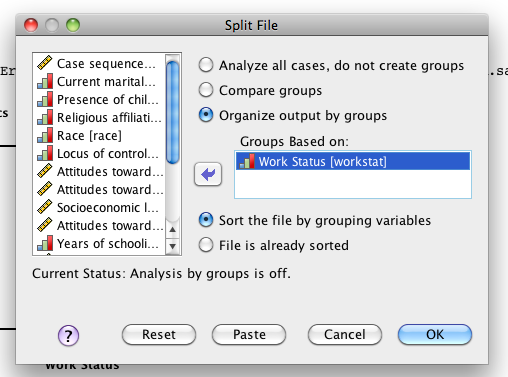 Split File
Er
.sa
ts
Case sequence...
Current marital...
Presence of chil...
Religious affiliati...
Race [race]
Locus of control...
Attitudes toward...
Attitudes toward...
Socioeconomic l...
Attitudes toward...
Years of schooli...
Analyze all cases, do not create groups
Compare groups
Organize output by groups
Groups Based on:
Work Status [workstat]
Sort the file by grouping variables
File is already sorted
Current Status: Analysis by groups is off.
?
Reset
Paste
Cancel
OK
Work Status